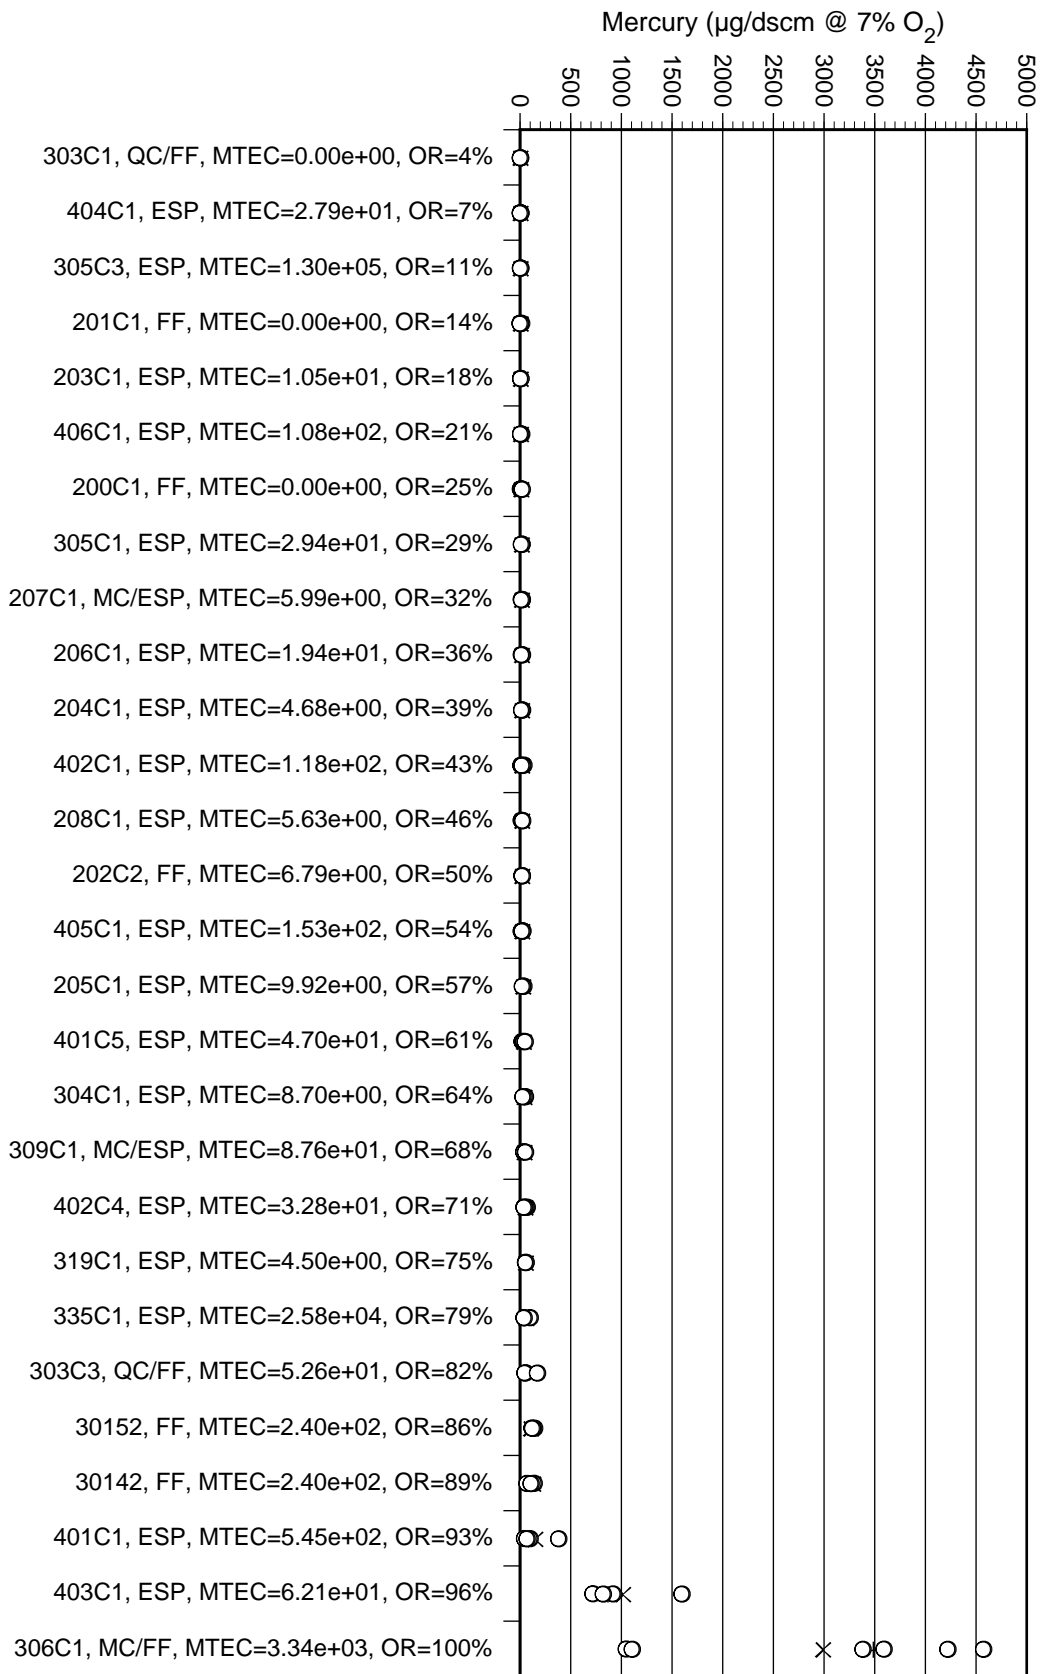 Mercury (µg/dscm @ 7% O2)
0
500
1000
1500
2000
2500
3000
3500
4000
4500
5000
303C1, QC/FF, MTEC=0.00e+00, OR=4%
404C1, ESP, MTEC=2.79e+01, OR=7%
305C3, ESP, MTEC=1.30e+05, OR=11%
201C1, FF, MTEC=0.00e+00, OR=14%
203C1, ESP, MTEC=1.05e+01, OR=18%
406C1, ESP, MTEC=1.08e+02, OR=21%
200C1, FF, MTEC=0.00e+00, OR=25%
305C1, ESP, MTEC=2.94e+01, OR=29%
207C1, MC/ESP, MTEC=5.99e+00, OR=32%
206C1, ESP, MTEC=1.94e+01, OR=36%
204C1, ESP, MTEC=4.68e+00, OR=39%
402C1, ESP, MTEC=1.18e+02, OR=43%
208C1, ESP, MTEC=5.63e+00, OR=46%
202C2, FF, MTEC=6.79e+00, OR=50%
405C1, ESP, MTEC=1.53e+02, OR=54%
205C1, ESP, MTEC=9.92e+00, OR=57%
401C5, ESP, MTEC=4.70e+01, OR=61%
304C1, ESP, MTEC=8.70e+00, OR=64%
309C1, MC/ESP, MTEC=8.76e+01, OR=68%
402C4, ESP, MTEC=3.28e+01, OR=71%
319C1, ESP, MTEC=4.50e+00, OR=75%
335C1, ESP, MTEC=2.58e+04, OR=79%
303C3, QC/FF, MTEC=5.26e+01, OR=82%
30152, FF, MTEC=2.40e+02, OR=86%
30142, FF, MTEC=2.40e+02, OR=89%
401C1, ESP, MTEC=5.45e+02, OR=93%
403C1, ESP, MTEC=6.21e+01, OR=96%
306C1, MC/FF, MTEC=3.34e+03, OR=100%